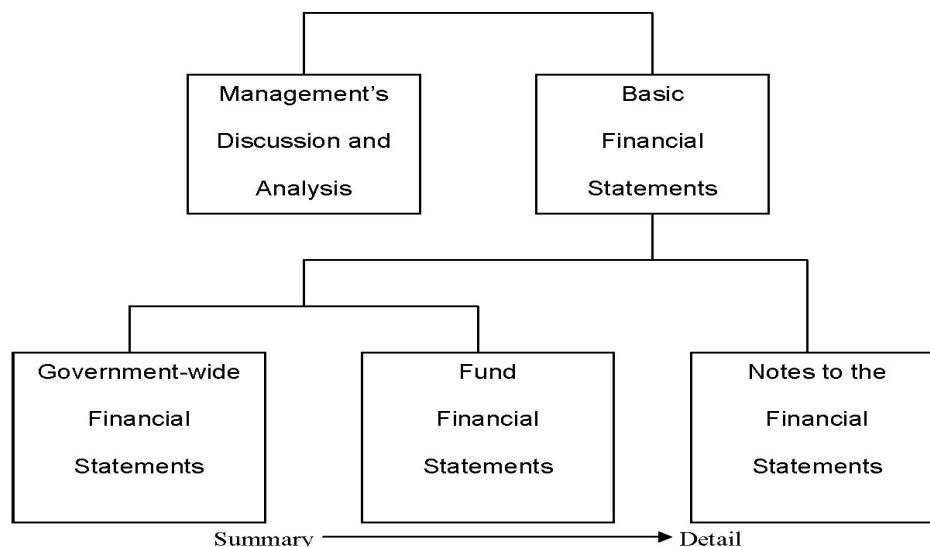 Management’s
Discussion and
Analysis
Basic
Financial
Statements
Government-wide
Financial
Statements
Fund
Financial
Statements
Notes to the
Financial
Statements
Summary
Detail